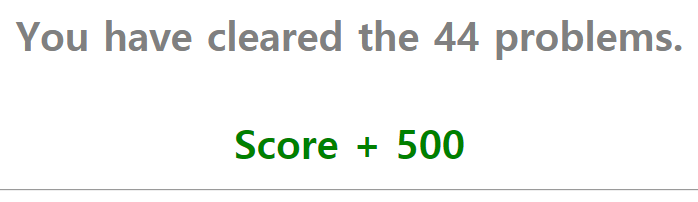 You have cleared the 44 problems.
Score + 500